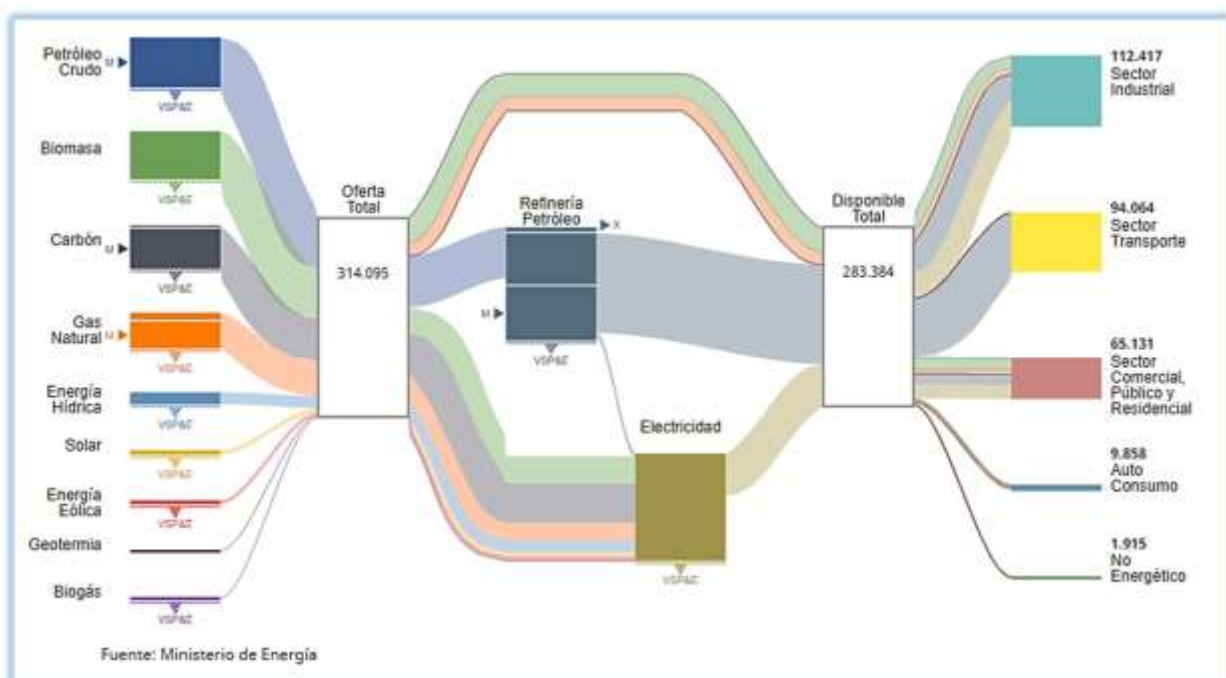 Petróleo
Crudo
M
VSP&E
Biomasa
VSP&E
Carbón
M
VSP&E
Gas
Natural
M
VSP&E
Energía
Hídrica
VSP&E
Solar
VSP&E
Energía
Eólica
VSP&E
Geotermia
Biogás
VSP&E
Oferta
Total
314.095
Refinería
Petróleo
X
M
VSP&E
Electricidad
VSP&E
Disponible
Total
283.384
112.417
Sector
Industrial
94.064
Sector
Transporte
65.131
Sector
Comercial,
Público y
Residencial
9.858
Auto
Consumo
1.915
No
Energético
Fuente: Ministerio de Energía